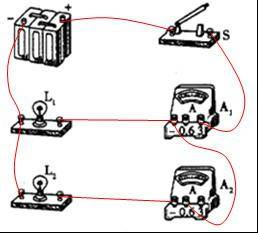 - +
S
L₁ A A₁
- 0.6 3
L₂ A A₂
- 0.6 3